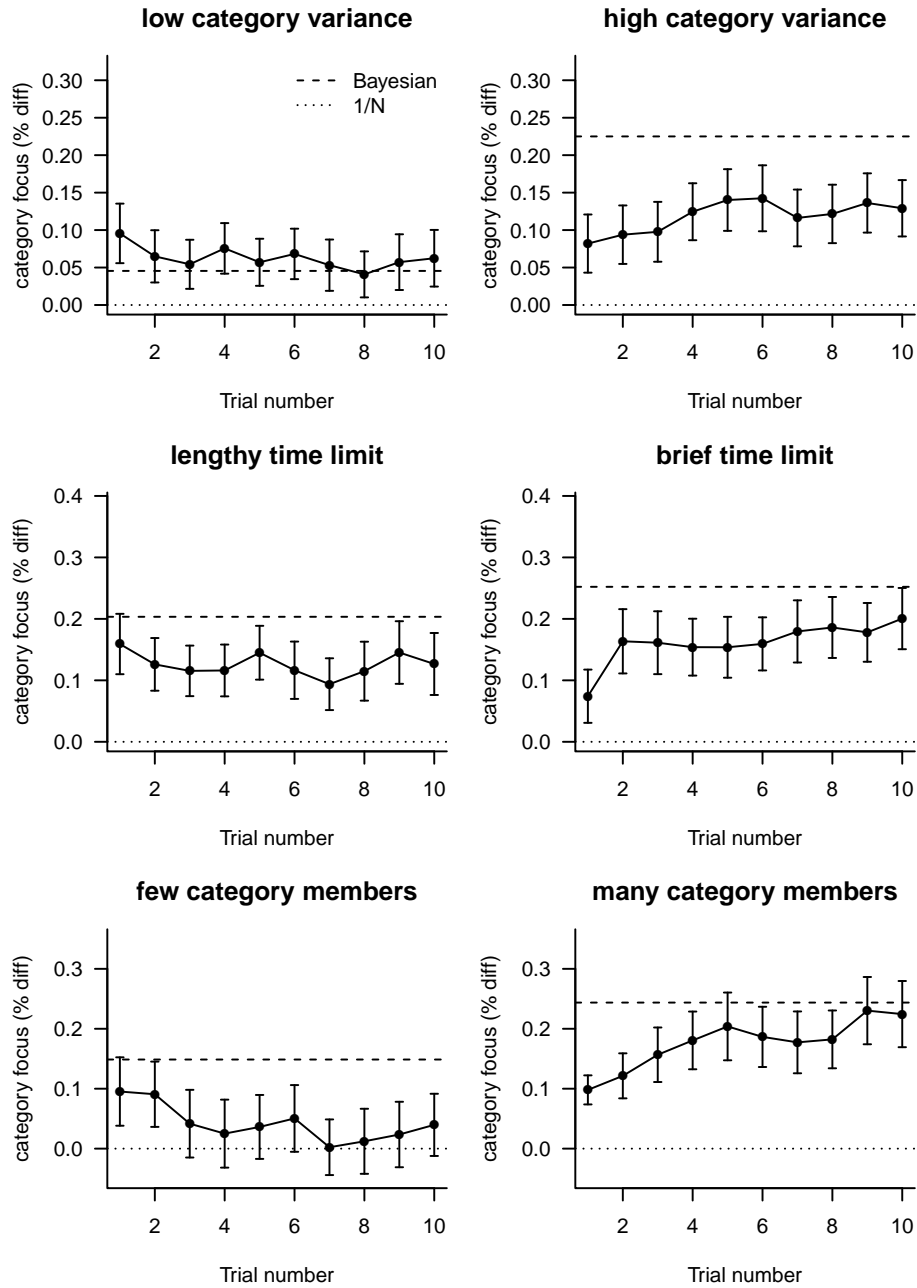 low category variance
high category variance
category focus (% diff)
0.30
0.25
0.20
0.15
0.10
0.05
0.00
Bayesian
1/N
2 4 6 8 10
Trial number
category focus (% diff)
0.30
0.25
0.20
0.15
0.10
0.05
0.00
2 4 6 8 10
Trial number
lengthy time limit
brief time limit
category focus (% diff)
0.4
0.3
0.2
0.1
0.0
2 4 6 8 10
Trial number
category focus (% diff)
0.4
0.3
0.2
0.1
0.0
2 4 6 8 10
Trial number
few category members
many category members
category focus (% diff)
0.3
0.2
0.1
0.0
2 4 6 8 10
Trial number
category focus (% diff)
0.3
0.2
0.1
0.0
2 4 6 8 10
Trial number